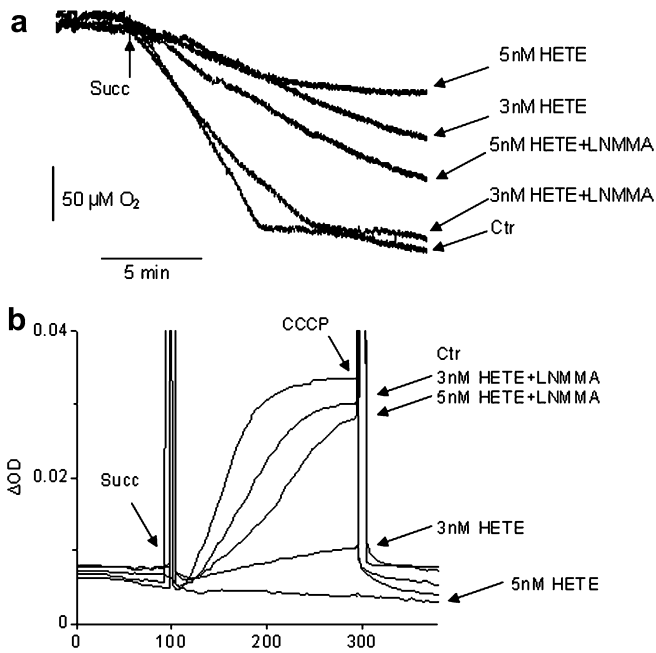 a
5nM HETE
Succ
3nM HETE
5nM HETE+LNMMA
50 µM O₂
3nM HETE+LNMMA
Ctr
5 min
b
0.04
CCCP
Ctr
3nM HETE+LNMMA
5nM HETE+LNMMA
ΔOD
0.02
Succ
3nM HETE
5nM HETE
0
0 100 200 300